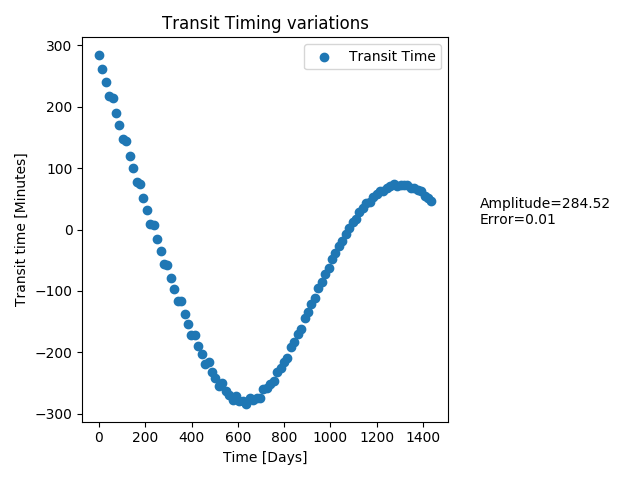 Transit Timing variations
Transit Time
Transit time [Minutes]
300
200
100
0
−100
−200
−300
0 200 400 600 800 1000 1200 1400
Time [Days]
Amplitude=284.52
Error=0.01